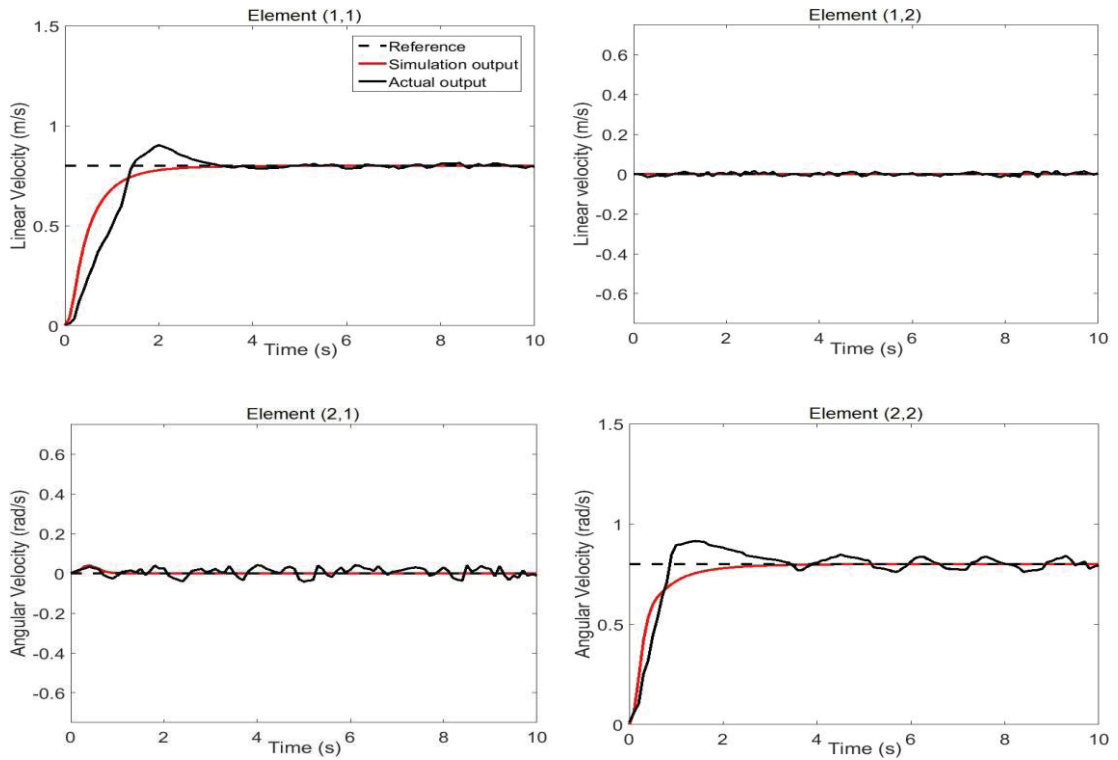 Element (1,1)
1.5
1
0.5
0
Linear Velocity (m/s)
Reference
Simulation output
Actual output
0 2 4 6 8 10
Time (s)
Element (1,2)
0.6
0.4
0.2
0
-0.2
-0.4
-0.6
Linear velocity (m/s)
0 2 4 6 8 10
Time (s)
Element (2,1)
0.6
0.4
0.2
0
-0.2
-0.4
-0.6
Angular Velocity (rad/s)
0 2 4 6 8 10
Time (s)
Element (2,2)
1.5
1
0.5
0
Angular Velocity (rad/s)
0 2 4 6 8 10
Time (s)